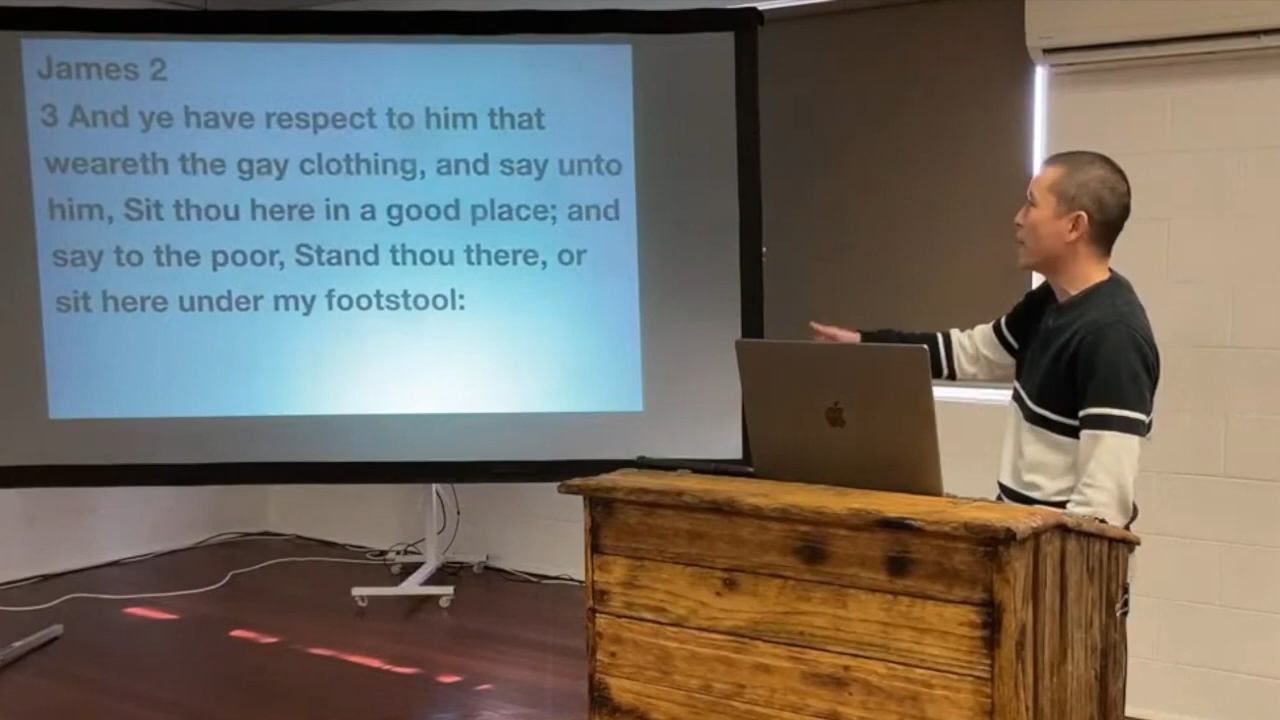 James 2
3 And ye have respect to him that
weareth the gay clothing, and say unto
him, Sit thou here in a good place; and
say to the poor, Stand thou there, or
sit here under my footstool: